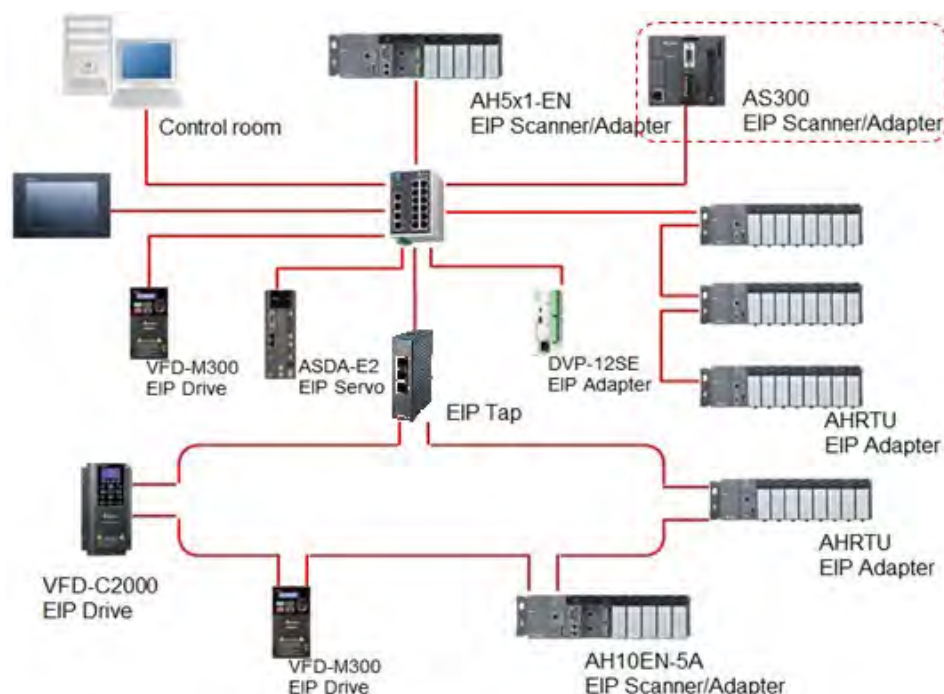 Control room
AH5x1-EN
EIP Scanner/Adapter
AS300
EIP Scanner/Adapter
VFD-M300
EIP Drive
ASDA-E2
EIP Servo
DVP-12SE
EIP Adapter
EIP Tap
AHRTU
EIP Adapter
VFD-C2000
EIP Drive
AHRTU
EIP Adapter
VFD-M300
EIP Drive
AH10EN-5A
EIP Scanner/Adapter